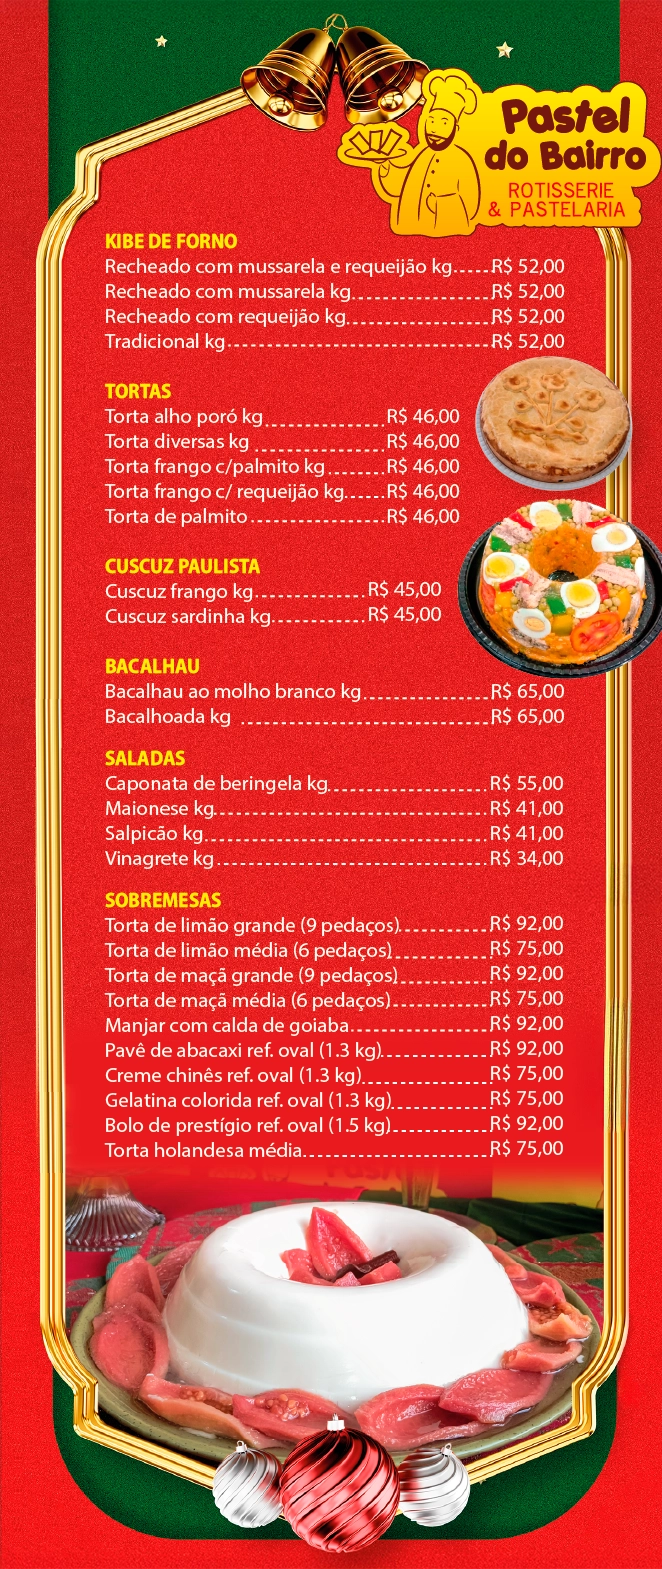 Pastel
do Bairro
ROTISSERIE
& PASTELARIA
KIBE DE FORNO
Recheado com mussarela e requeijão kg.....R$ 52,00
Recheado com mussarela kg.....R$ 52,00
Recheado com requeijão kg.....R$ 52,00
Tradicional kg.....R$ 52,00
TORTAS
Torta alho poró kg.....R$ 46,00
Torta diversas kg.....R$ 46,00
Torta frango c/palmito kg.....R$ 46,00
Torta frango c/ requeijão kg.....R$ 46,00
Torta de palmito.....R$ 46,00
CUSCUZ PAULISTA
Cuscuz frango kg.....R$ 45,00
Cuscuz sardinha kg.....R$ 45,00
BACALHAU
Bacalhau ao molho branco kg.....R$ 65,00
Bacalhoada kg.....R$ 65,00
SALADAS
Caponata de beringela kg.....R$ 55,00
Maionese kg.....R$ 41,00
Salpicão kg.....R$ 41,00
Vinagrete kg.....R$ 34,00
SOBREMESAS
Torta de limão grande (9 pedaços).....R$ 92,00
Torta de limão média (6 pedaços).....R$ 75,00
Torta de maçã grande (9 pedaços).....R$ 92,00
Torta de maçã média (6 pedaços).....R$ 75,00
Manjar com calda de goiaba.....R$ 92,00
Pavê de abacaxi ref. oval (1.3 kg).....R$ 92,00
Creme chinês ref. oval (1.3 kg).....R$ 75,00
Gelatina colorida ref. oval (1.3 kg).....R$ 75,00
Bolo de prestígio ref. oval (1.5 kg).....R$ 92,00
Torta holandesa média.....R$ 75,00